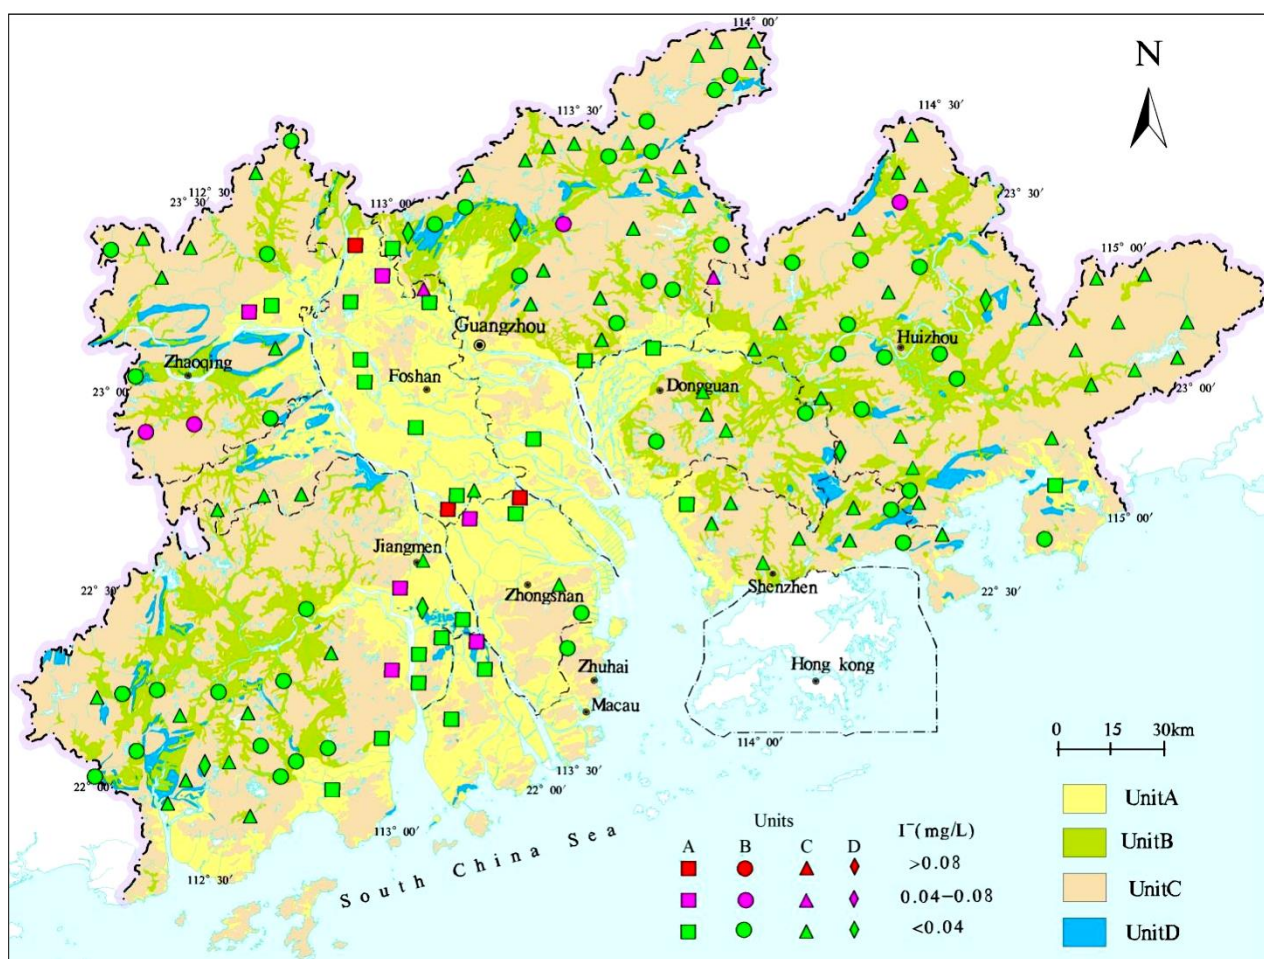 114° 00′
N
113° 30′
114° 30′
112° 30′
23° 30′
113° 00′
23° 30′
115° 00′
Guangzhou
Huizhou
Zhaoqing
Foshan
Dongguan
23° 00′
23° 00′
115° 00′
Jiangmen
Zhongshan
Shenzhen
22° 30′
22° 30′
Zhuhai
Hong kong
Macau
114° 00′
0 15 30km
113° 30′
22° 00′
22° 00′
UnitA
113° 00′
South China Sea
Units
I⁻(mg/L)
UnitB
A B C D
>0.08
112° 30′
0.04−0.08
UnitC
<0.04
UnitD